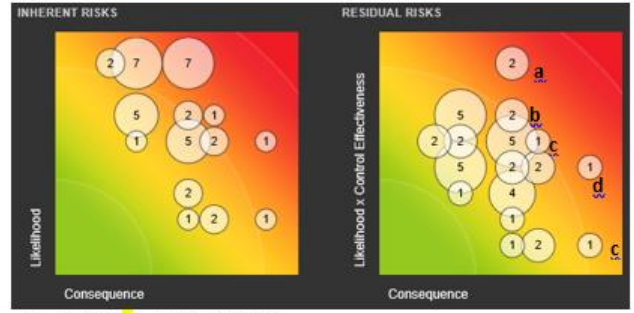 INHERENT RISKS
2 7 7
5 2 1
1 5 2 1
2
1 2 1
Likelihood
Consequence
RESIDUAL RISKS
2 a
5 2 b
2 2 5 1 c
5 2 2 1
d
1 4
1
1 2 1 c
Likelihood x Control Effectiveness
Consequence